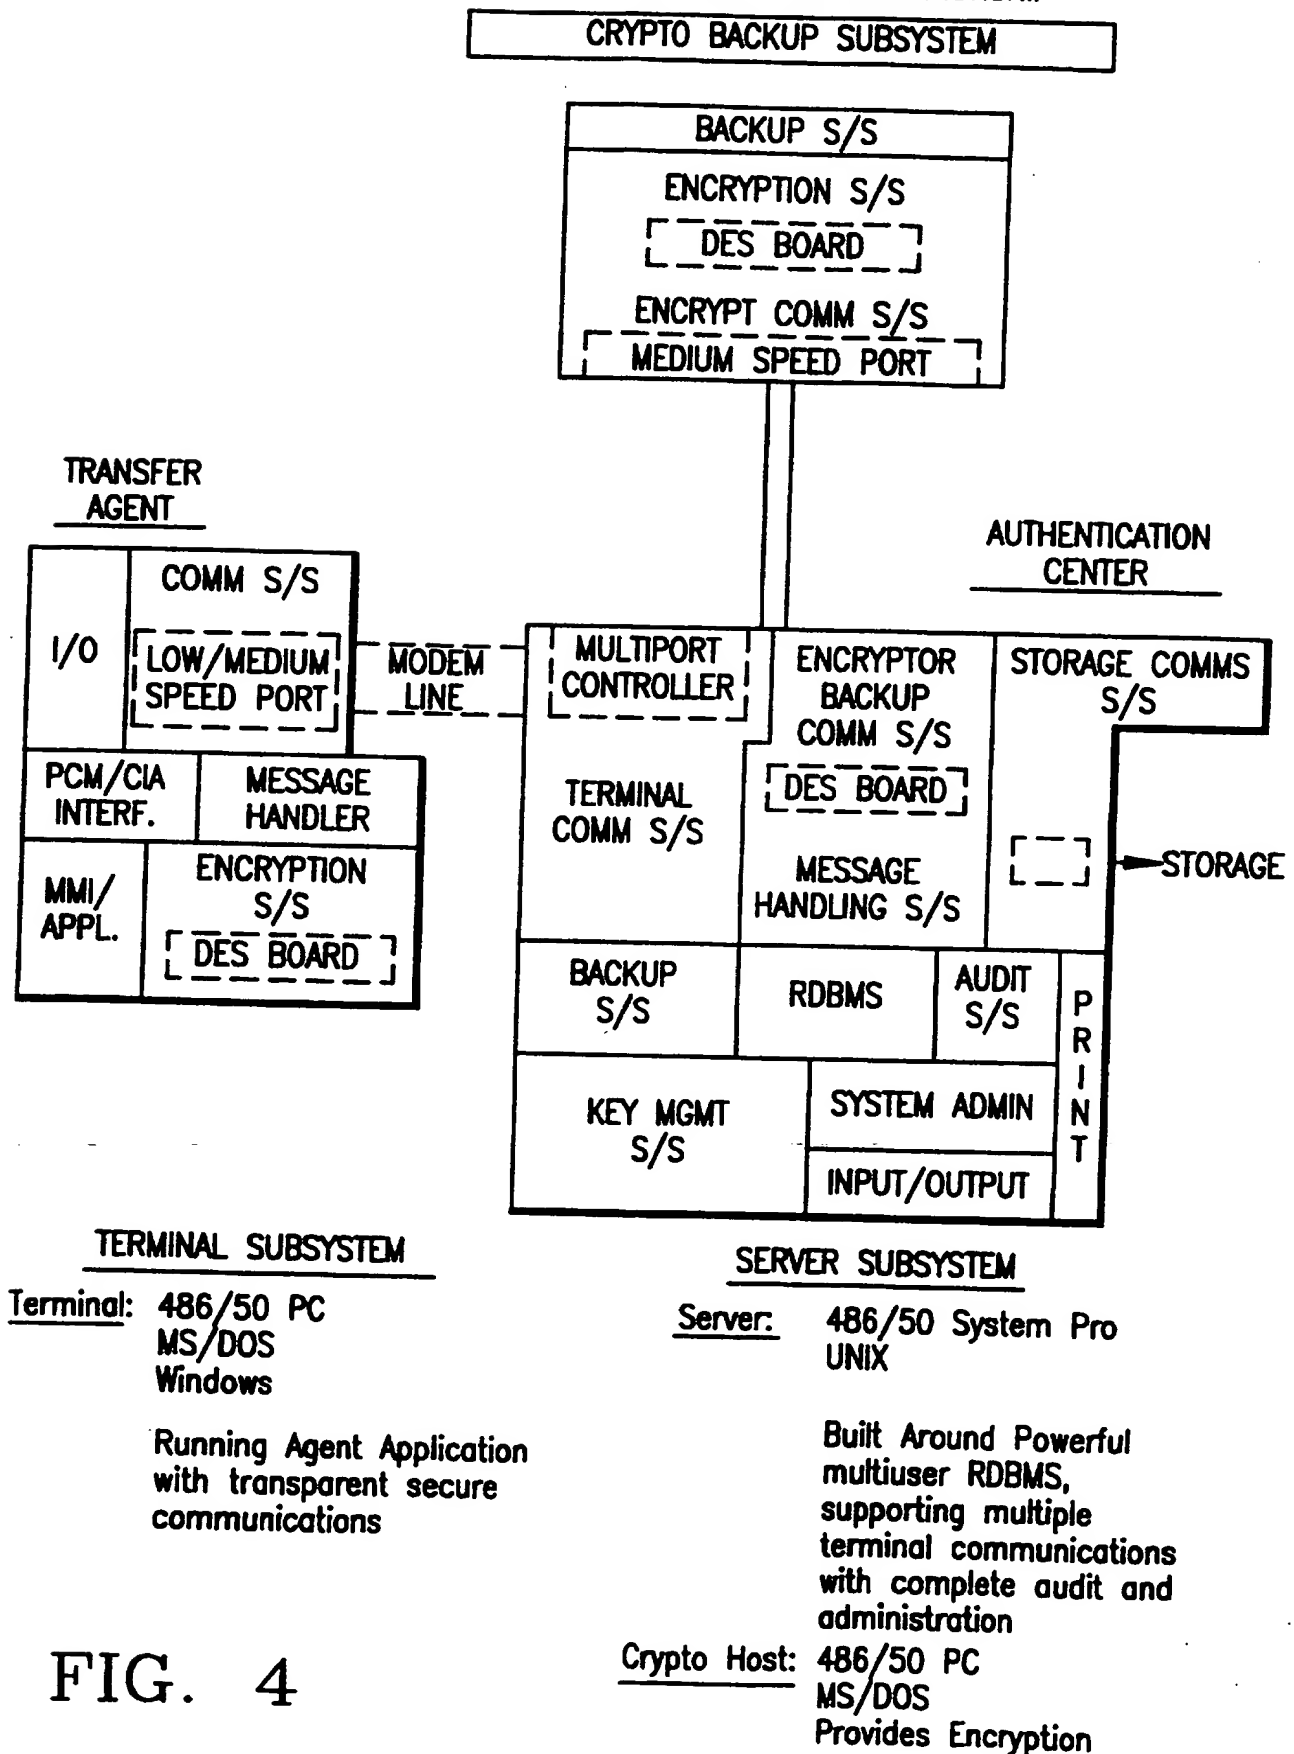 CRYPTO BACKUP SUBSYSTEM
BACKUP S/S
ENCRYPTION S/S
DES BOARD
ENCRYPT COMM S/S
MEDIUM SPEED PORT
TRANSFER
AGENT
I/O
COMM S/S
LOW/MEDIUM
SPEED PORT
PCM/CIA
INTERF.
MESSAGE
HANDLER
MMI/
APPL.
ENCRYPTION
S/S
DES BOARD
MODEM
LINE
AUTHENTICATION
CENTER
MULTIPORT
CONTROLLER
TERMINAL
COMM S/S
ENCRYPTOR
BACKUP
COMM S/S
DES BOARD
MESSAGE
HANDLING S/S
STORAGE COMMS
S/S
STORAGE
BACKUP
S/S
RDBMS
AUDIT
S/S
PRINT
KEY MGMT
S/S
SYSTEM ADMIN
INPUT/OUTPUT
TERMINAL SUBSYSTEM
Terminal: 486/50 PC
MS/DOS
Windows
Running Agent Application
with transparent secure
communications
SERVER SUBSYSTEM
Server: 486/50 System Pro
UNIX
Built Around Powerful
multiuser RDBMS,
supporting multiple
terminal communications
with complete audit and
administration
Crypto Host: 486/50 PC
MS/DOS
Provides Encryption
FIG. 4